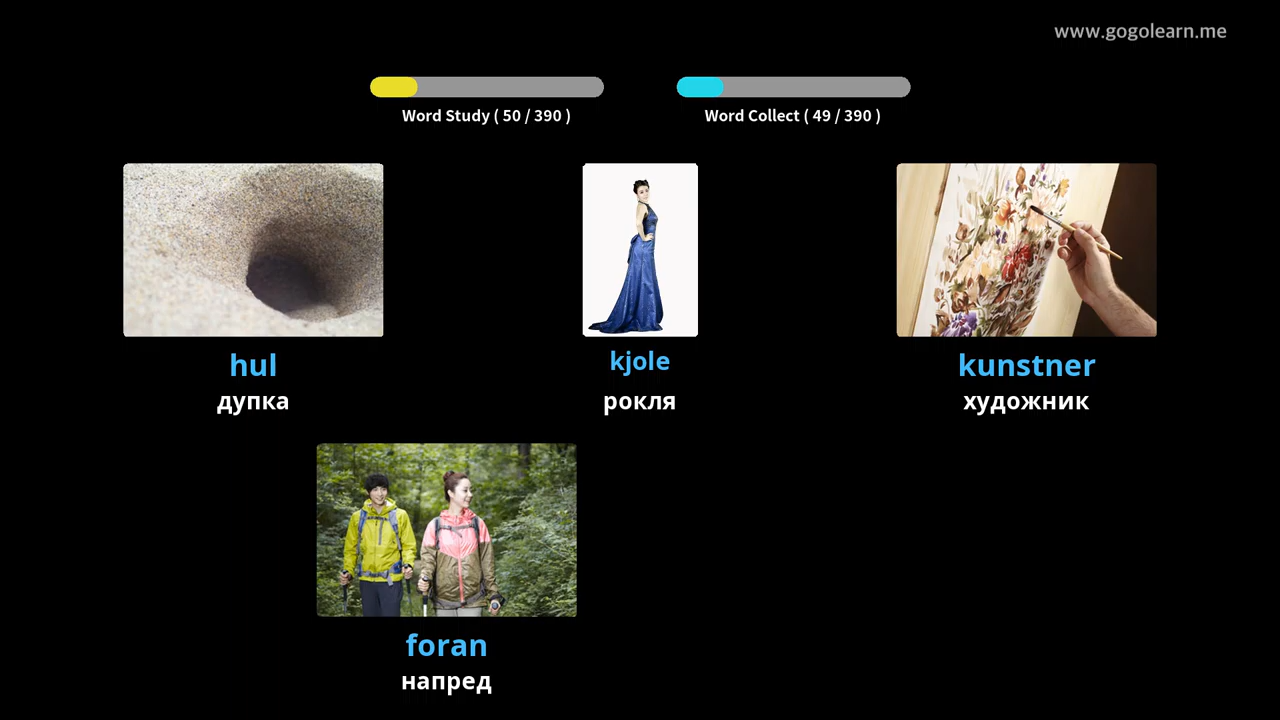 www.gogolearn.me
Word Study ( 50 / 390 )
Word Collect ( 49 / 390 )
hul
дупка
kjole
рокля
kunstner
художник
foran
напред